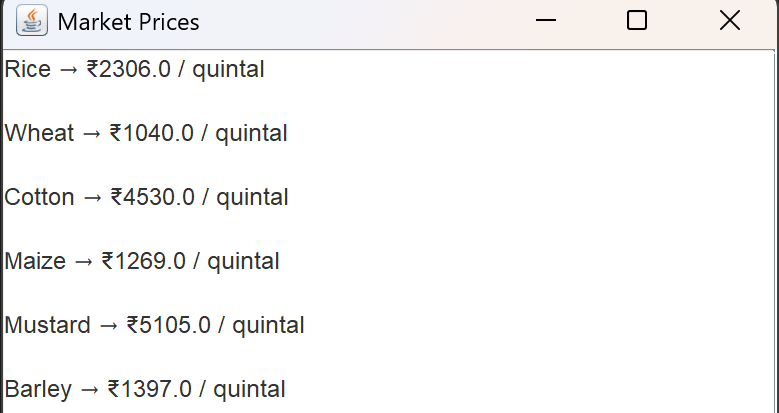 Market Prices
Rice → ₹2306.0 / quintal
Wheat → ₹1040.0 / quintal
Cotton → ₹4530.0 / quintal
Maize → ₹1269.0 / quintal
Mustard → ₹5105.0 / quintal
Barley → ₹1397.0 / quintal